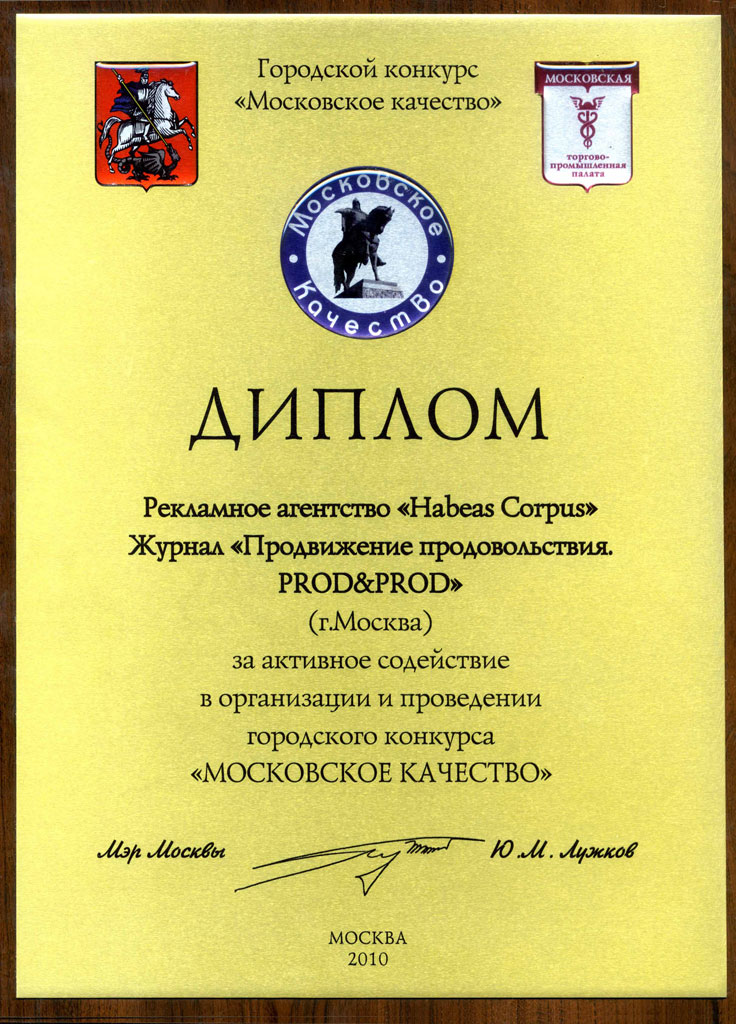 Городской конкурс
«Московское качество»
МОСКОВСКАЯ
торгово-
промышленная
палата
Московское
Качество
ДИПЛОМ
Рекламное агентство «Habeas Corpus»
Журнал «Продвижение продовольствия.
PROD&PROD»
(г.Москва)
за активное содействие
в организации и проведении
городского конкурса
«МОСКОВСКОЕ КАЧЕСТВО»
Мэр Москвы
Ю.М. Лужков
МОСКВА
2010